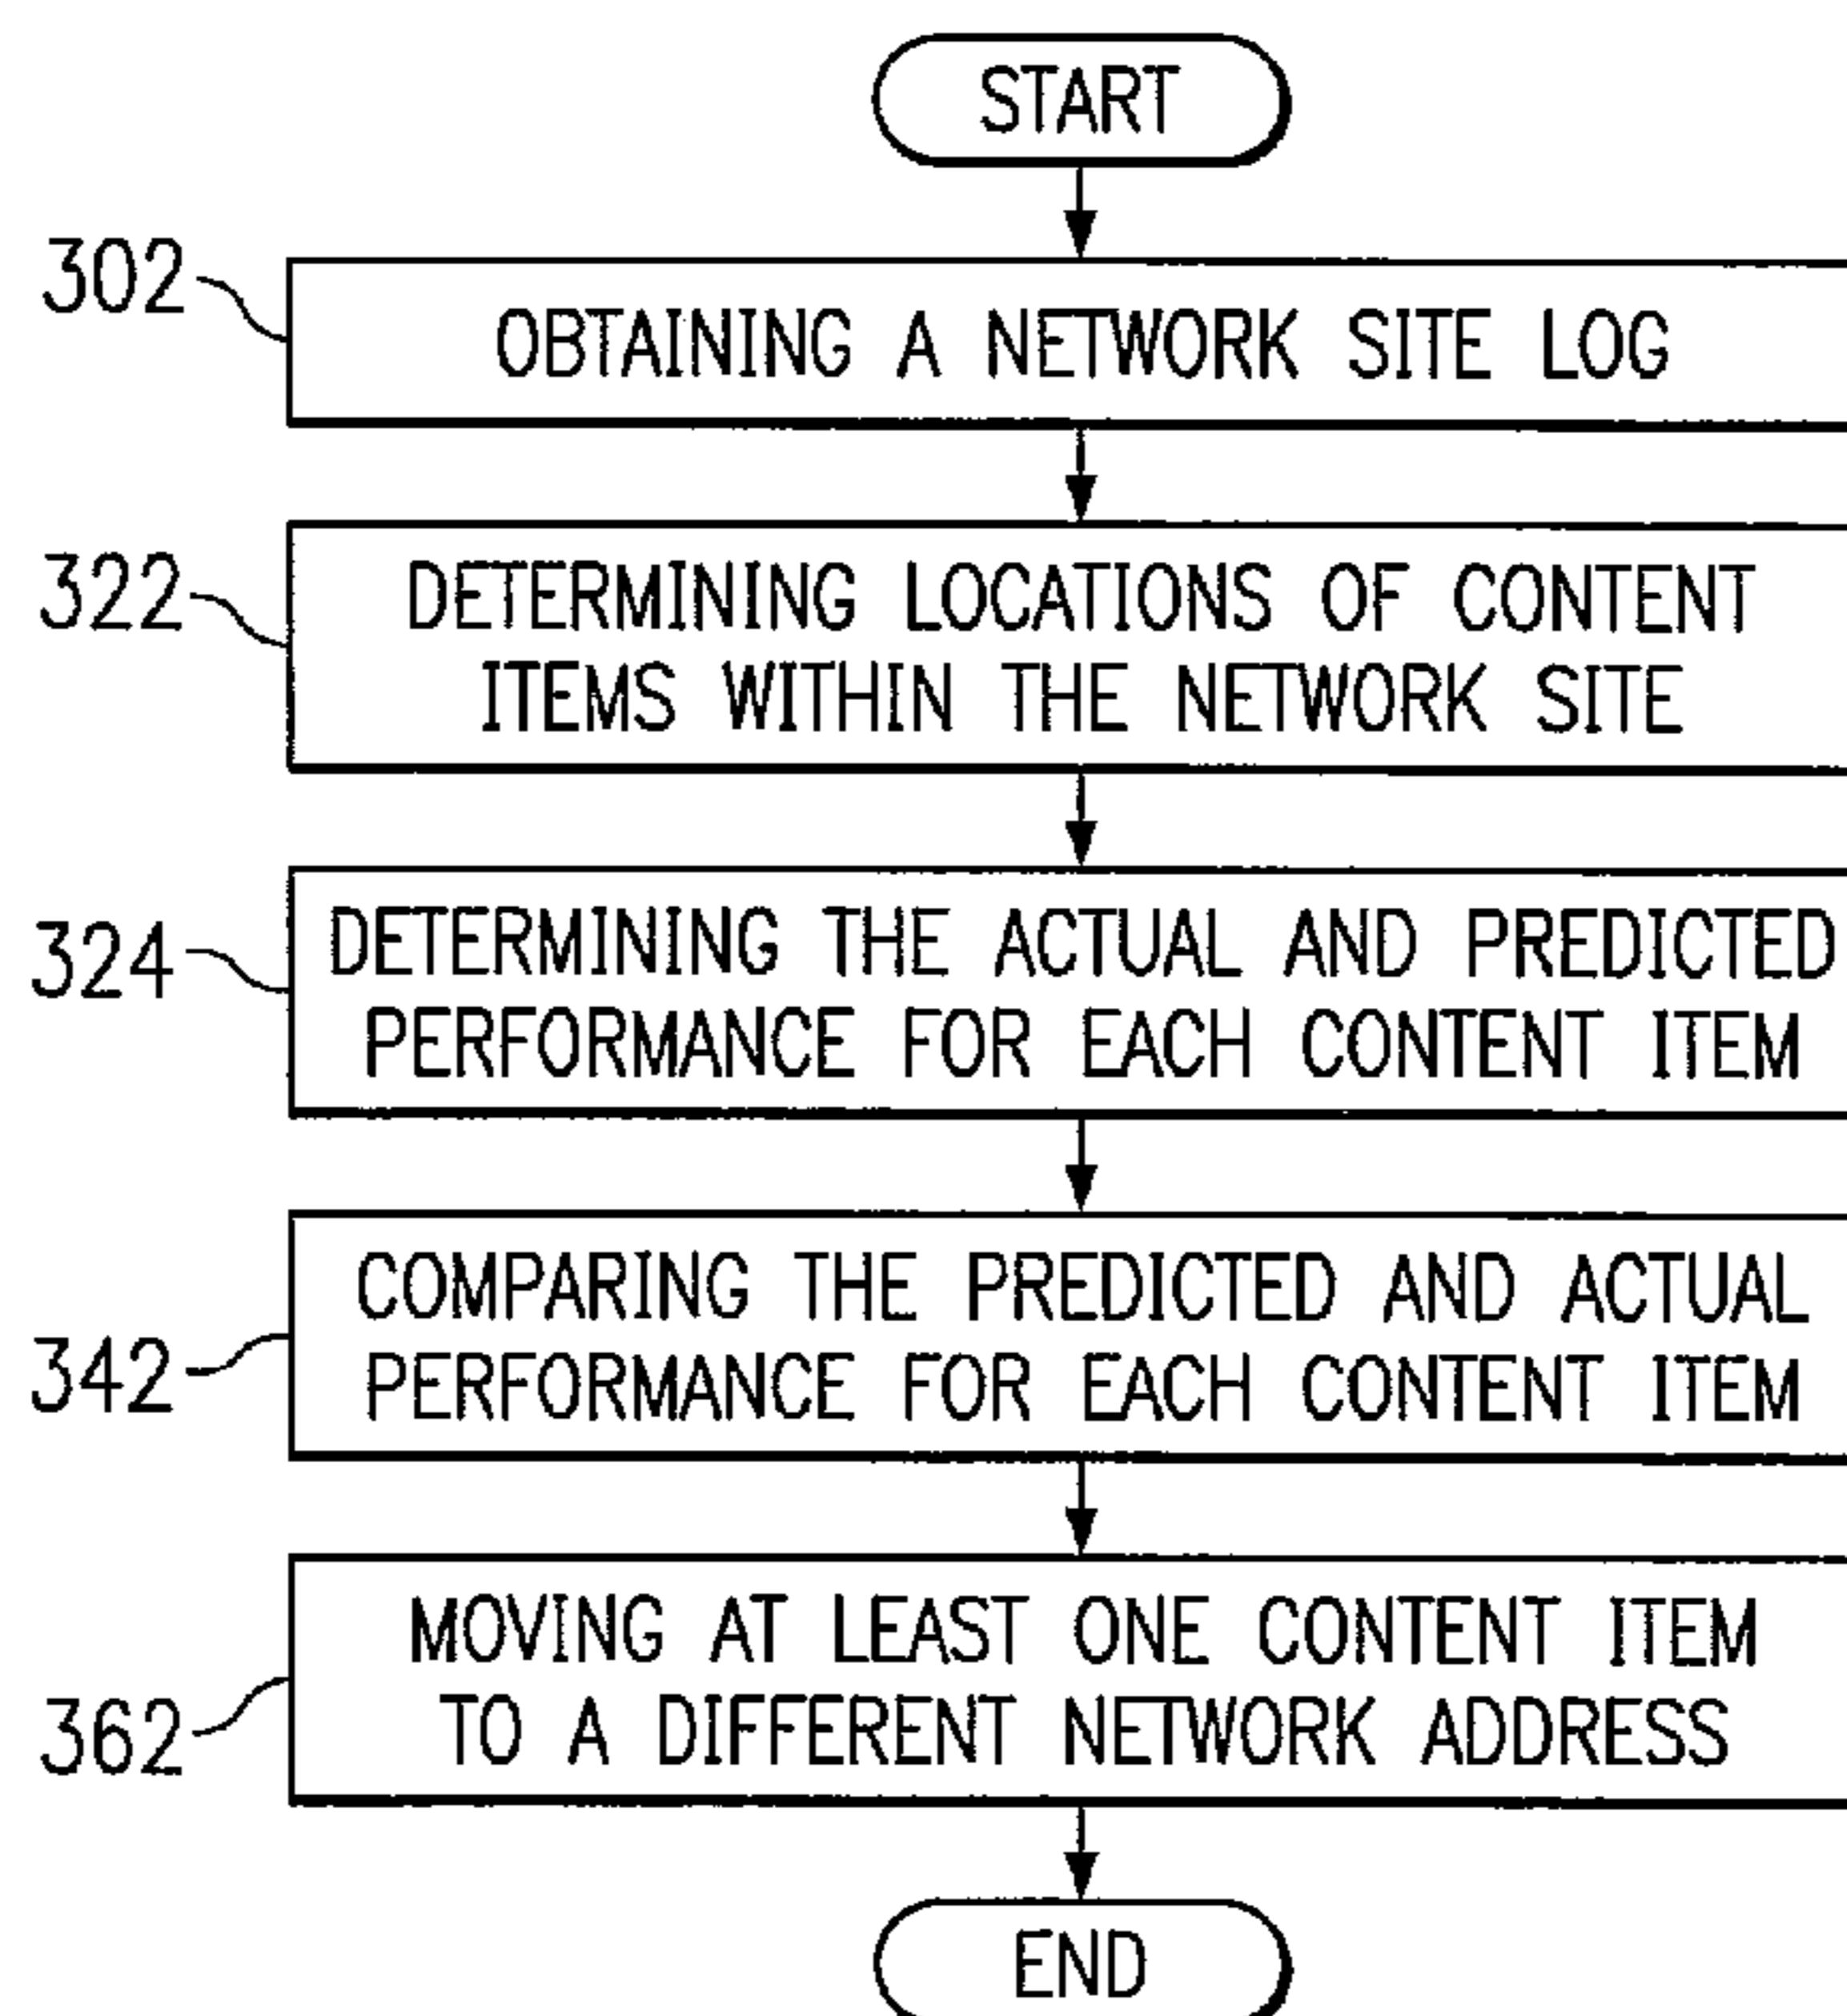 START
302
OBTAINING A NETWORK SITE LOG
322
DETERMINING LOCATIONS OF CONTENT
ITEMS WITHIN THE NETWORK SITE
324
DETERMINING THE ACTUAL AND PREDICTED
PERFORMANCE FOR EACH CONTENT ITEM
342
COMPARING THE PREDICTED AND ACTUAL
PERFORMANCE FOR EACH CONTENT ITEM
362
MOVING AT LEAST ONE CONTENT ITEM
TO A DIFFERENT NETWORK ADDRESS
END